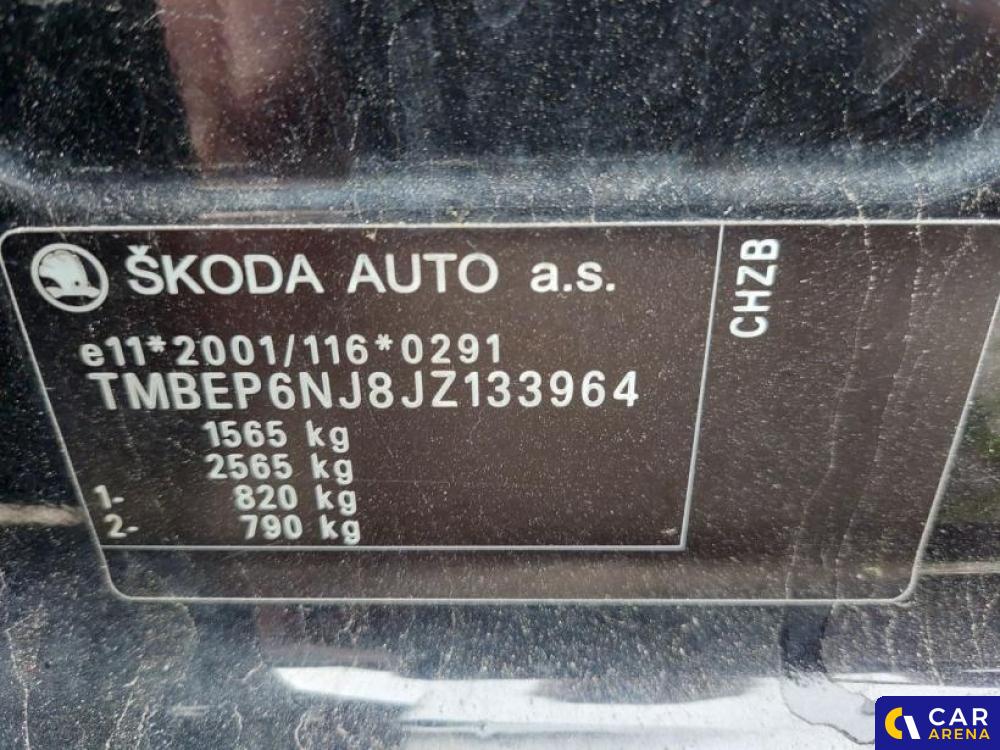 ŠKODA AUTO a.s.
CHZB
e11*2001/116*0291
TMBEP6NJ8JZ133964
1565 kg
2565 kg
1- 820 kg
2- 790 kg
CAR
ARENA